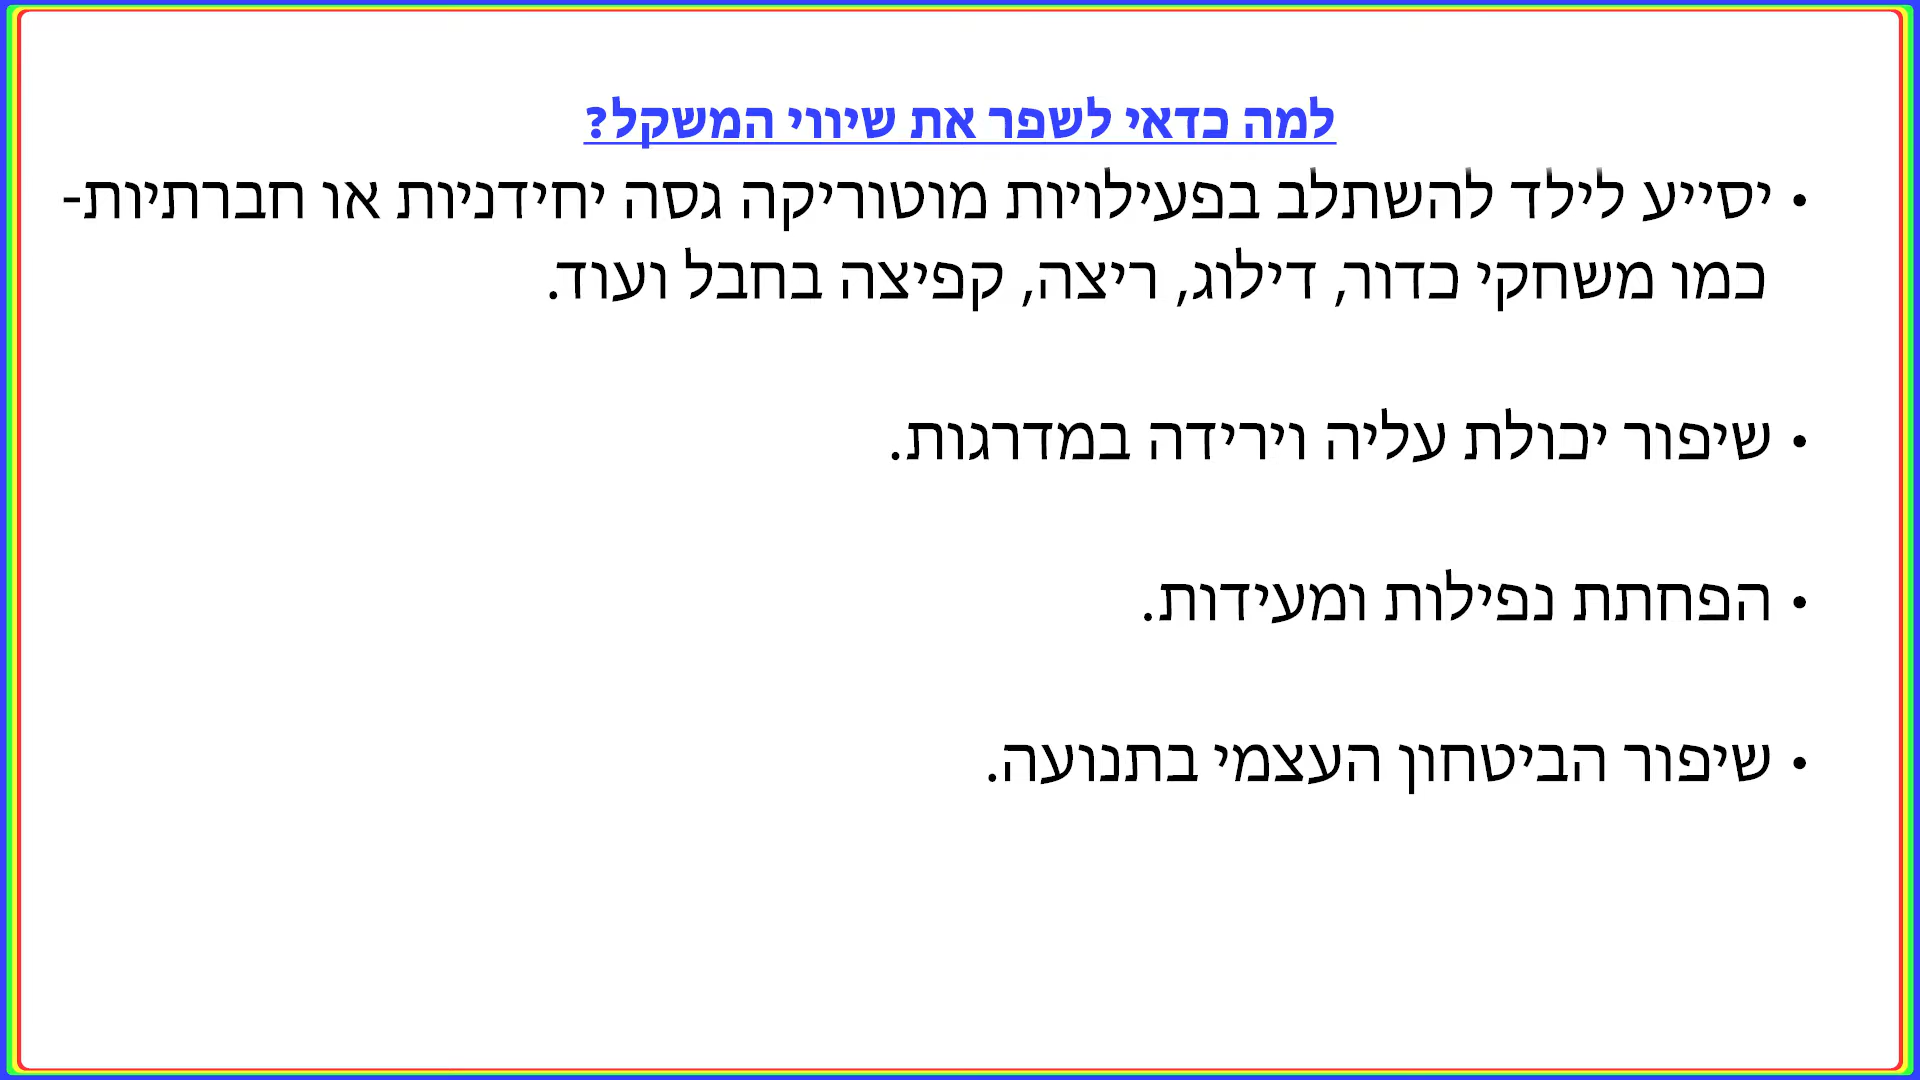 למה כדאי לשפר את שיווי המשקל?
• יסייע לילד להשתלב בפעילויות מוטוריקה גסה יחידניות או חברתיות-
כמו משחקי כדור, דילוג, ריצה, קפיצה בחבל ועוד.
• שיפור יכולת עליה וירידה במדרגות.
• הפחתת נפילות ומעידות.
• שיפור הביטחון העצמי בתנועה.